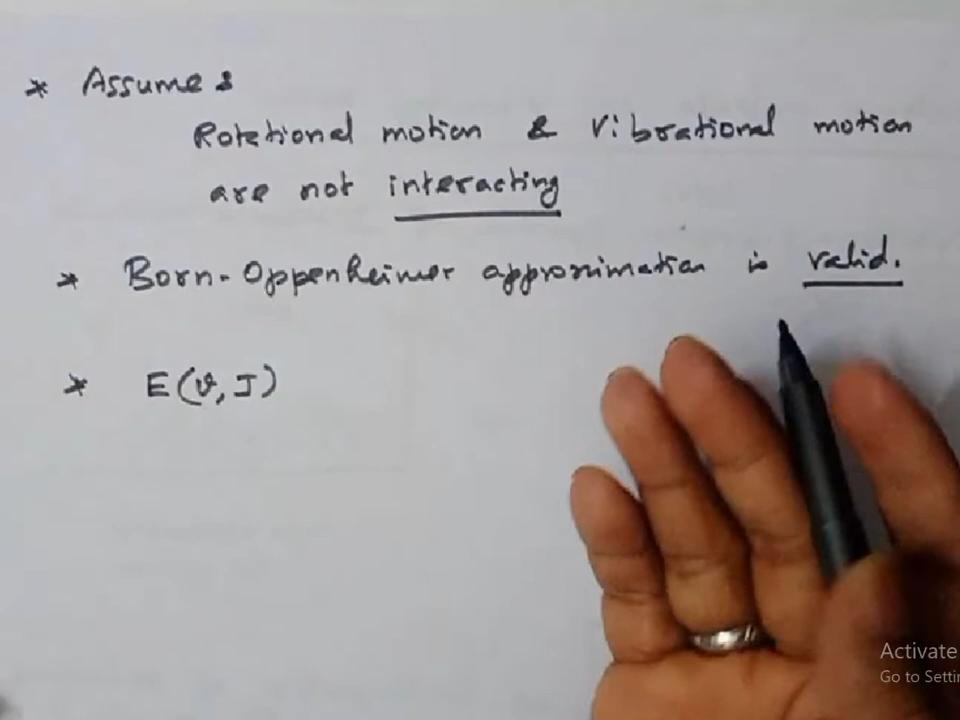 * Assume :
Rotational motion & vibrational motion
are not interacting
* Born-Oppenheimer approximation is valid.
* E(v, J)
Activate
Go to Settin